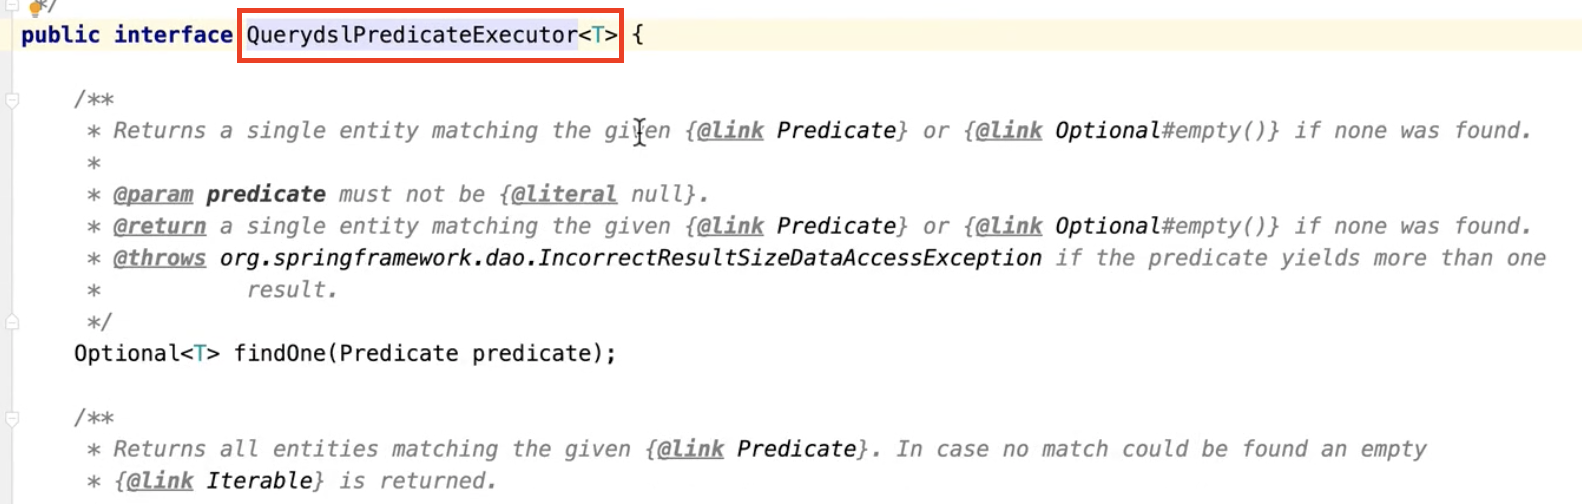 */
public interface QuerydslPredicateExecutor<T> {
/**
* Returns a single entity matching the given {@link Predicate} or {@link Optional#empty()} if none was found.
*
* @param predicate must not be {@literal null}.
* @return a single entity matching the given {@link Predicate} or {@link Optional#empty()} if none was found.
* @throws org.springframework.dao.IncorrectResultSizeDataAccessException if the predicate yields more than one
* result.
*/
Optional<T> findOne(Predicate predicate);
/**
* Returns all entities matching the given {@link Predicate}. In case no match could be found an empty
* {@link Iterable} is returned.